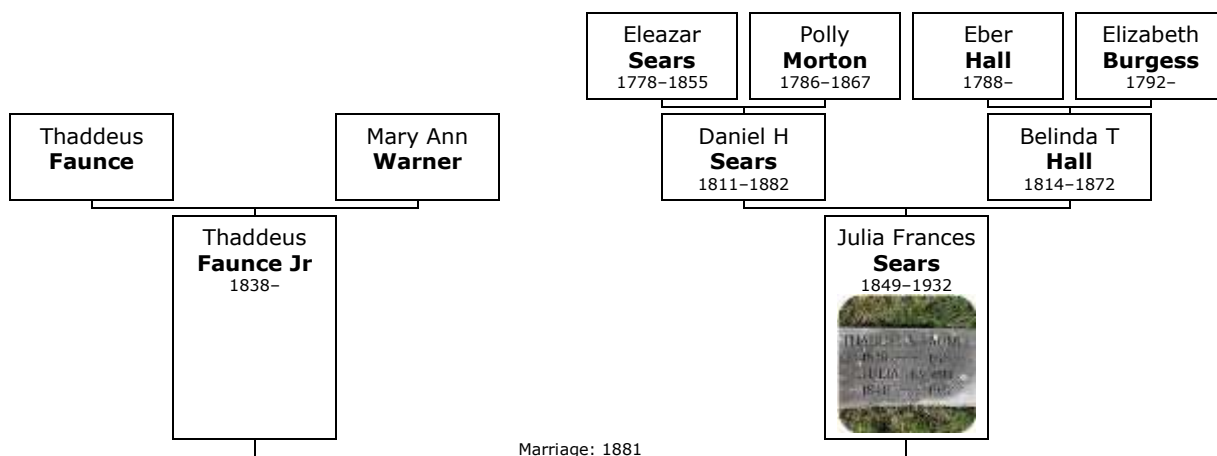 Eleazar
Sears
1778–1855
Polly
Morton
1786–1867
Eber
Hall
1788–
Elizabeth
Burgess
1792–
Thaddeus
Faunce
Mary Ann
Warner
Daniel H
Sears
1811–1882
Belinda T
Hall
1814–1872
Thaddeus
Faunce Jr
1838–
Julia Frances
Sears
1849–1932
JULIA
Marriage: 1881